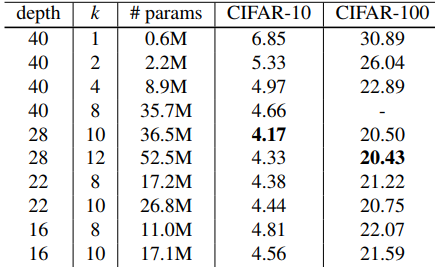 depth k # params CIFAR-10 CIFAR-100
40 1 0.6M 6.85 30.89
40 2 2.2M 5.33 26.04
40 4 8.9M 4.97 22.89
40 8 35.7M 4.66 -
28 10 36.5M 4.17 20.50
28 12 52.5M 4.33 20.43
22 8 17.2M 4.38 21.22
22 10 26.8M 4.44 20.75
16 8 11.0M 4.81 22.07
16 10 17.1M 4.56 21.59